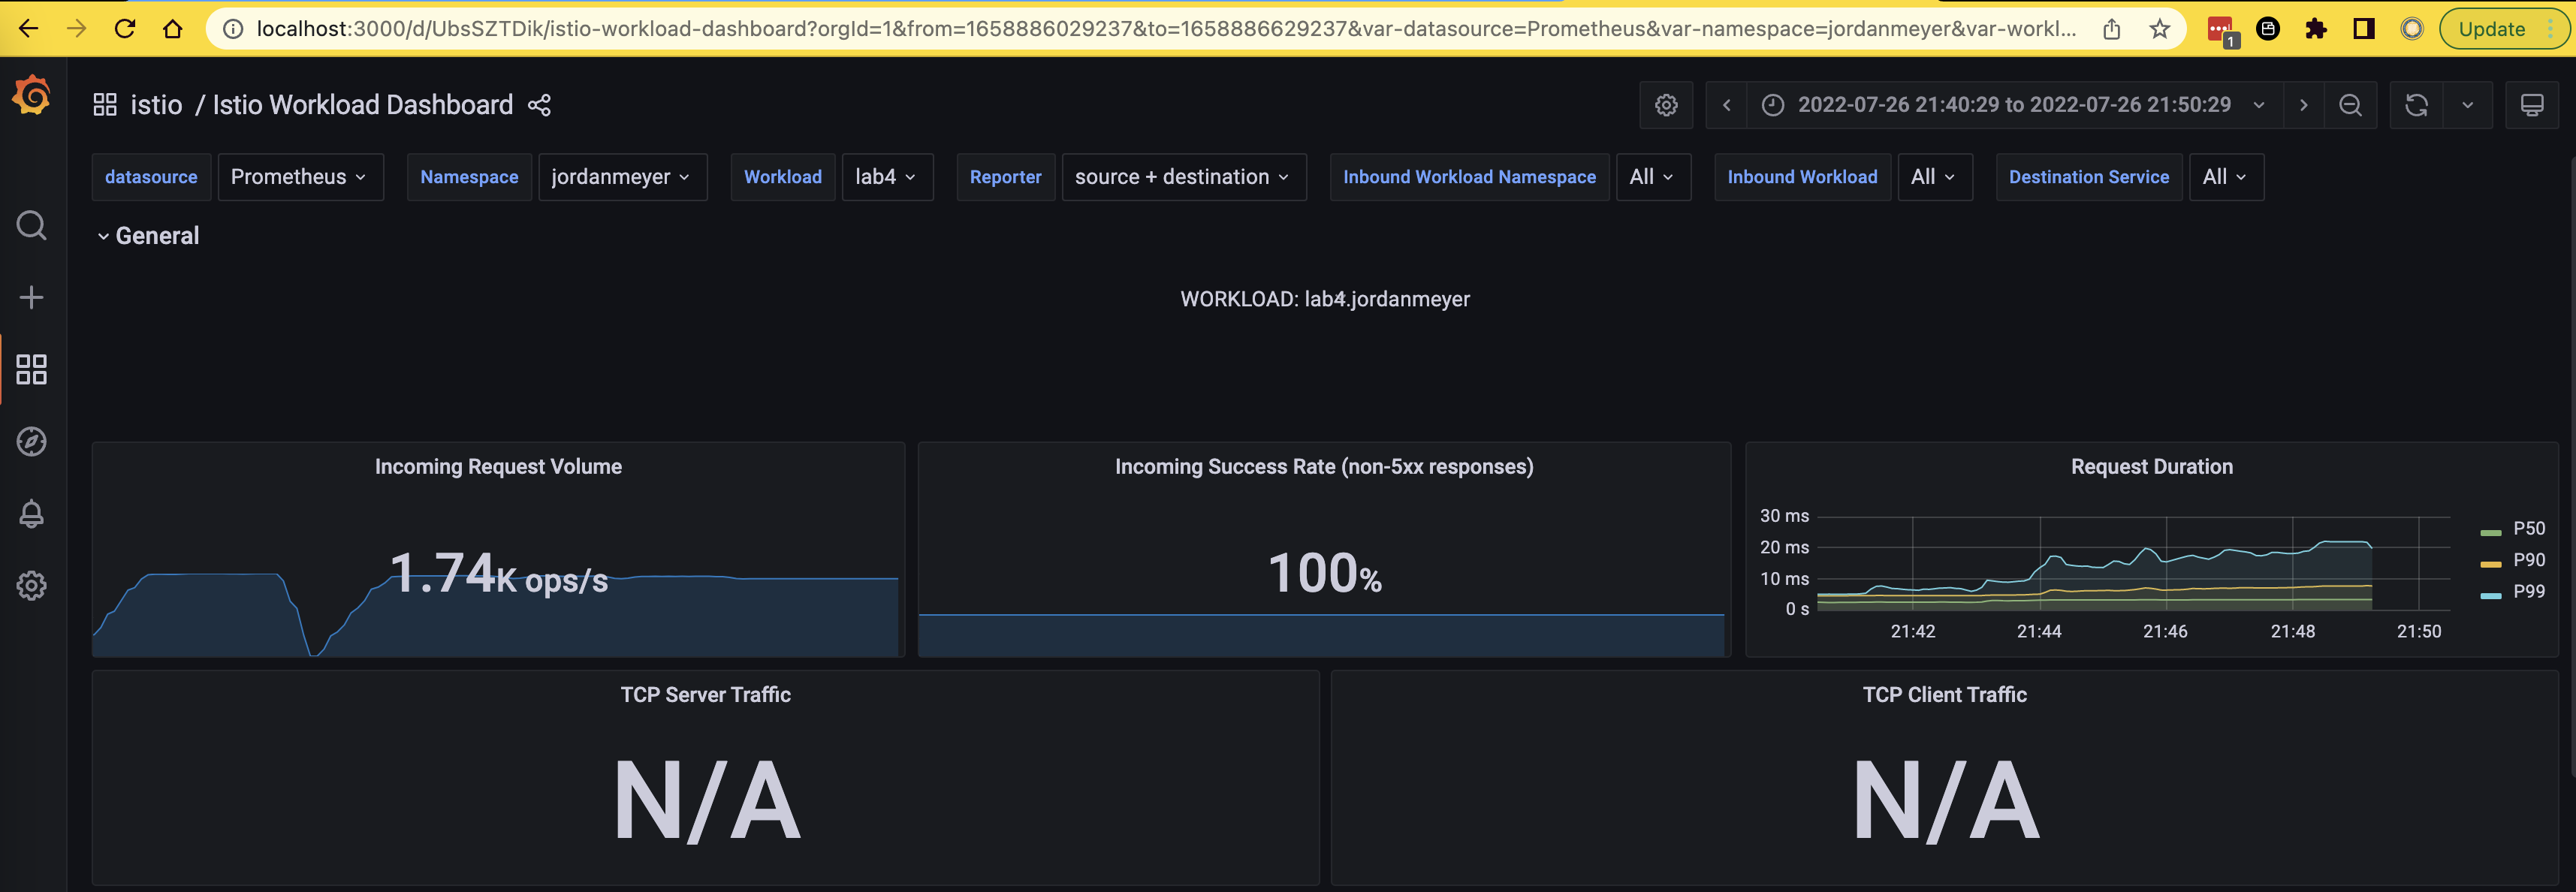 localhost:3000/d/UbsSZTDik/istio-workload-dashboard?orgId=1&from=1658886029237&to=1658886629237&var-datasource=Prometheus&var-namespace=jordanmeyer&var-workl...
1
Update
istio / Istio Workload Dashboard
2022-07-26 21:40:29 to 2022-07-26 21:50:29
datasource Prometheus Namespace jordanmeyer Workload lab4 Reporter source + destination Inbound Workload Namespace All Inbound Workload All Destination Service All
General
WORKLOAD: lab4.jordanmeyer
Incoming Request Volume
1.74K ops/s
Incoming Success Rate (non-5xx responses)
100%
Request Duration
30 ms
20 ms
10 ms
0 s
21:42 21:44 21:46 21:48 21:50
P50
P90
P99
TCP Server Traffic
N/A
TCP Client Traffic
N/A